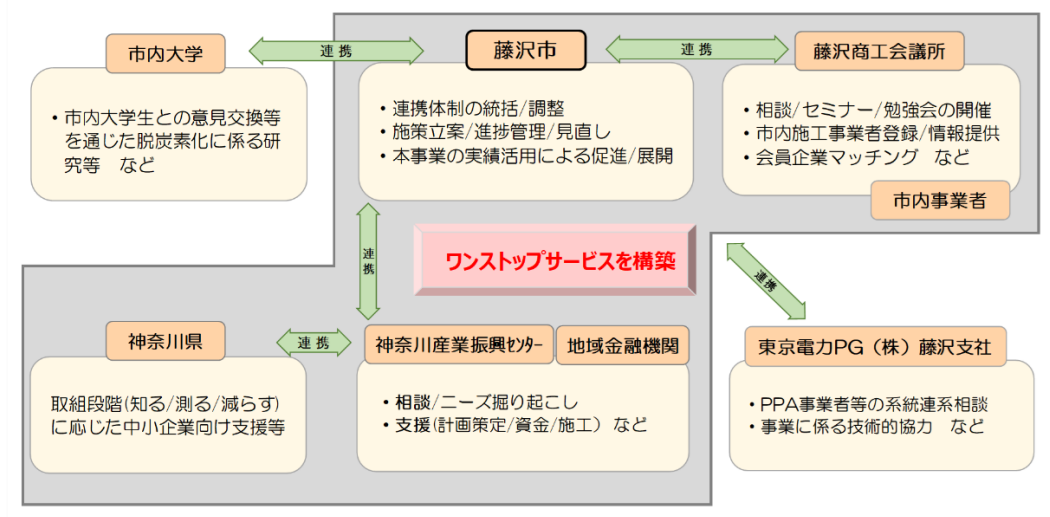 市内大学
連携
藤沢市
連携
藤沢商工会議所
・市内大学生との意見交換等
を通じた脱炭素化に係る研
究等　など
・連携体制の統括/調整
・施策立案/進捗管理/見直し
・本事業の実績活用による促進/展開
・相談/セミナー/勉強会の開催
・市内施工事業者登録/情報提供
・会員企業マッチング　など
市内事業者
連携
ワンストップサービスを構築
連携
神奈川県
連携
神奈川産業振興ｾﾝﾀｰ
地域金融機関
東京電力PG（株）藤沢支社
取組段階(知る/測る/減らす)
に応じた中小企業向け支援等
・相談/ニーズ掘り起こし
・支援(計画策定/資金/施工）など
・PPA事業者等の系統連系相談
・事業に係る技術的協力　など